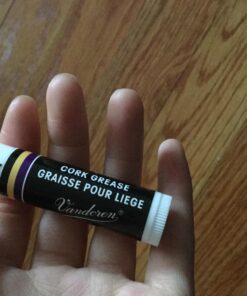 CORK GREASE
GRAISSE POUR LIEGE
Vandoren®